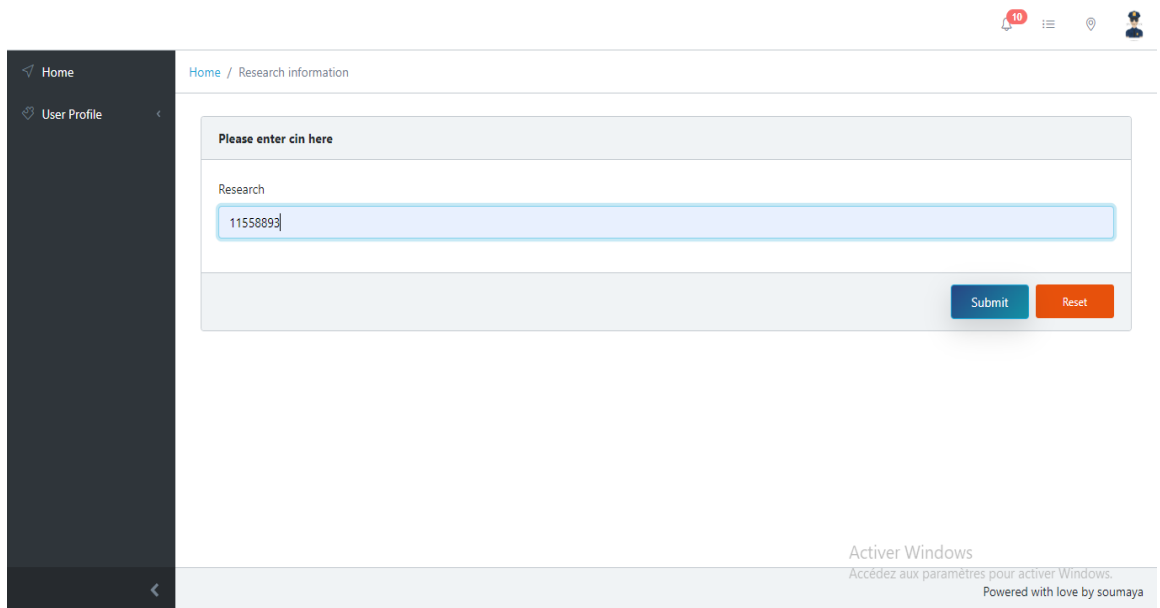 10
Home
User Profile
Home / Research information
Please enter cin here
Research
11558893
Submit
Reset
Activer Windows
Accédez aux paramètres pour activer Windows.
Powered with love by soumaya